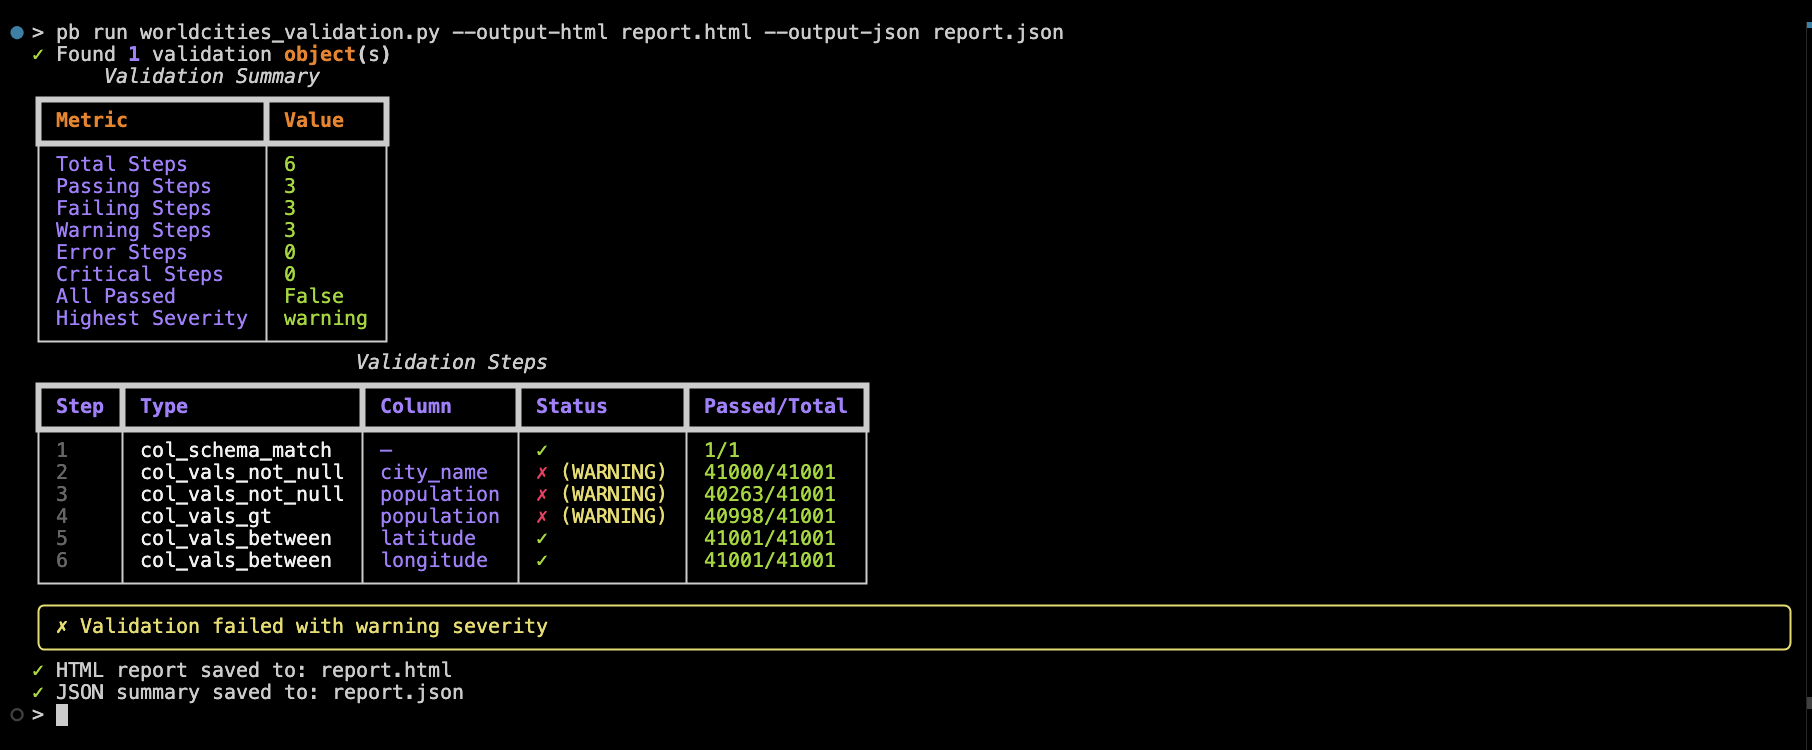 > pb run worldcities_validation.py --output-html report.html --output-json report.json
✓ Found 1 validation object(s)
Validation Summary
Metric Value
Total Steps 6
Passing Steps 3
Failing Steps 3
Warning Steps 3
Error Steps 0
Critical Steps 0
All Passed False
Highest Severity warning
Validation Steps
Step Type Column Status Passed/Total
1 col_schema_match — ✓ 1/1
2 col_vals_not_null city_name ✗ (WARNING) 41000/41001
3 col_vals_not_null population ✗ (WARNING) 40263/41001
4 col_vals_gt population ✗ (WARNING) 40998/41001
5 col_vals_between latitude ✓ 41001/41001
6 col_vals_between longitude ✓ 41001/41001
✗ Validation failed with warning severity
✓ HTML report saved to: report.html
✓ JSON summary saved to: report.json
>